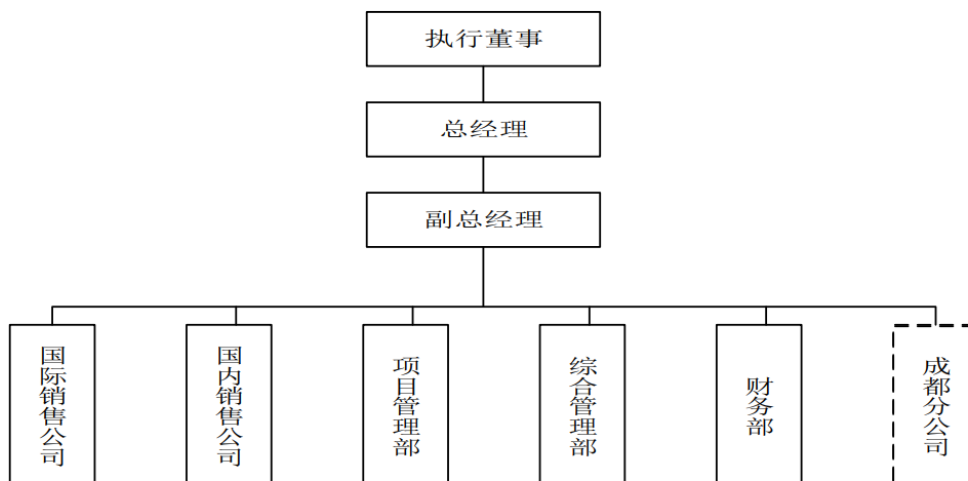 执行董事
总经理
副总经理
国际销售公司
国内销售公司
项目管理部
综合管理部
财务部
成都分公司